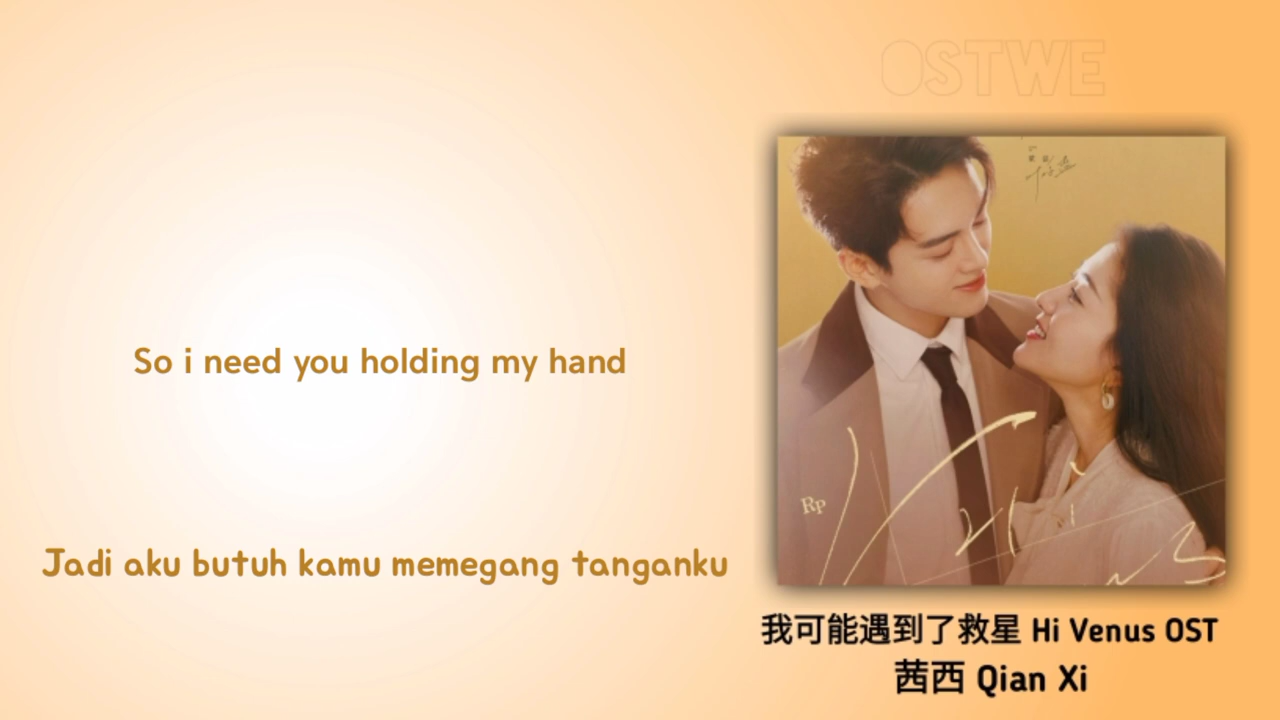 OSTWE
So i need you holding my hand
Jadi aku butuh kamu memegang tanganku
Rp
我可能遇到了救星 Hi Venus OST
茜西 Qian Xi